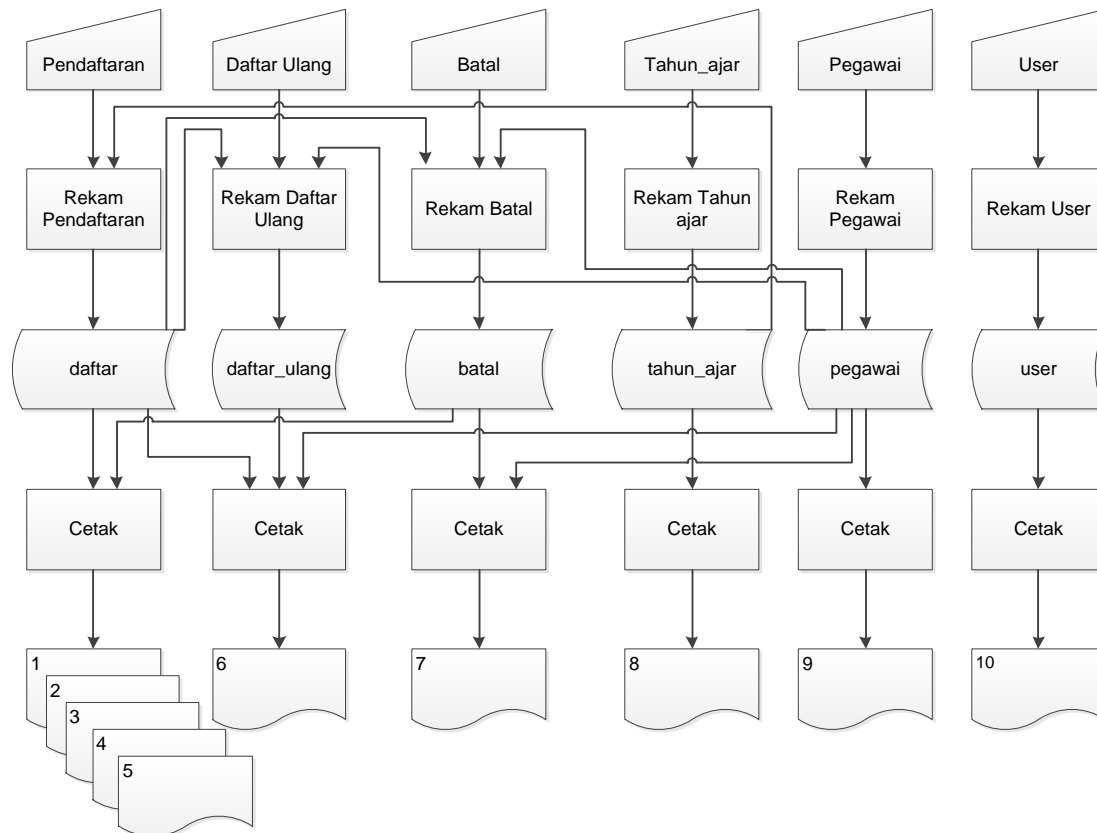 Pendaftaran
Daftar Ulang
Batal
Tahun_ajar
Pegawai
User
Rekam
Pendaftaran
Rekam Daftar
Ulang
Rekam Batal
Rekam Tahun
ajar
Rekam
Pegawai
Rekam User
daftar
daftar_ulang
batal
tahun_ajar
pegawai
user
Cetak
Cetak
Cetak
Cetak
Cetak
Cetak
1
2
3
4
5
6
7
8
9
10